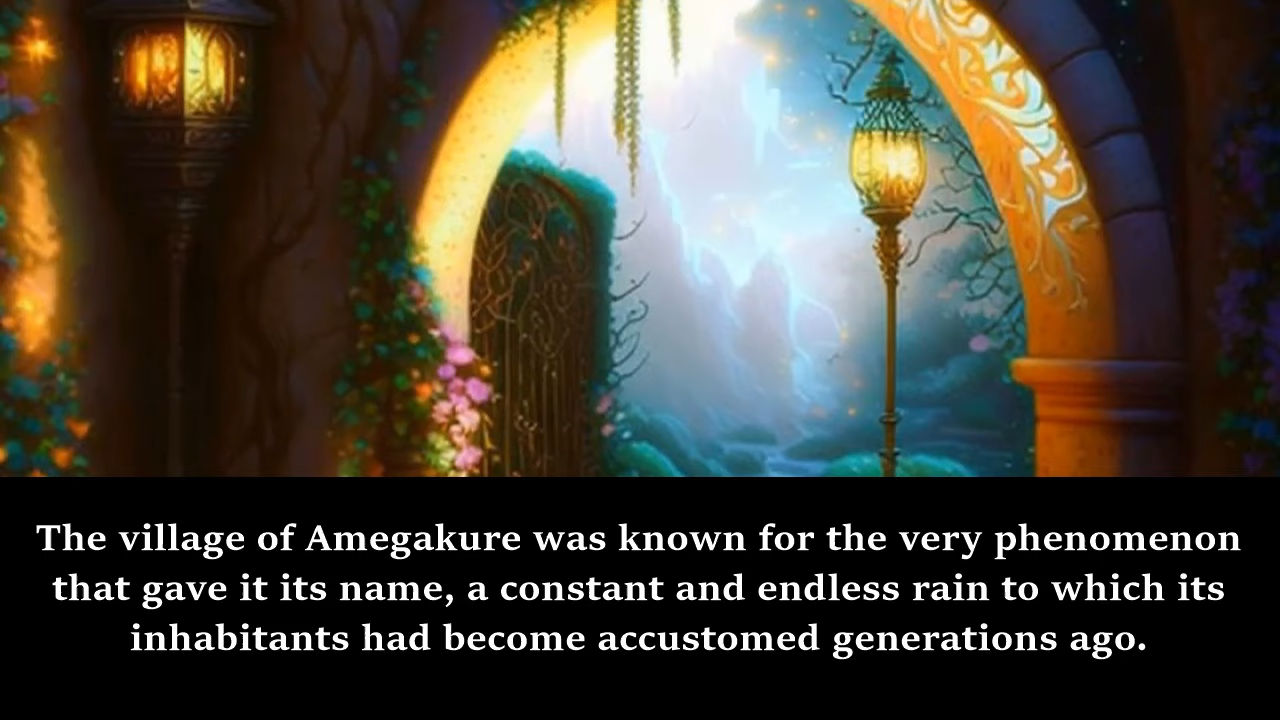 The village of Amegakure was known for the very phenomenon
that gave it its name, a constant and endless rain to which its
inhabitants had become accustomed generations ago.